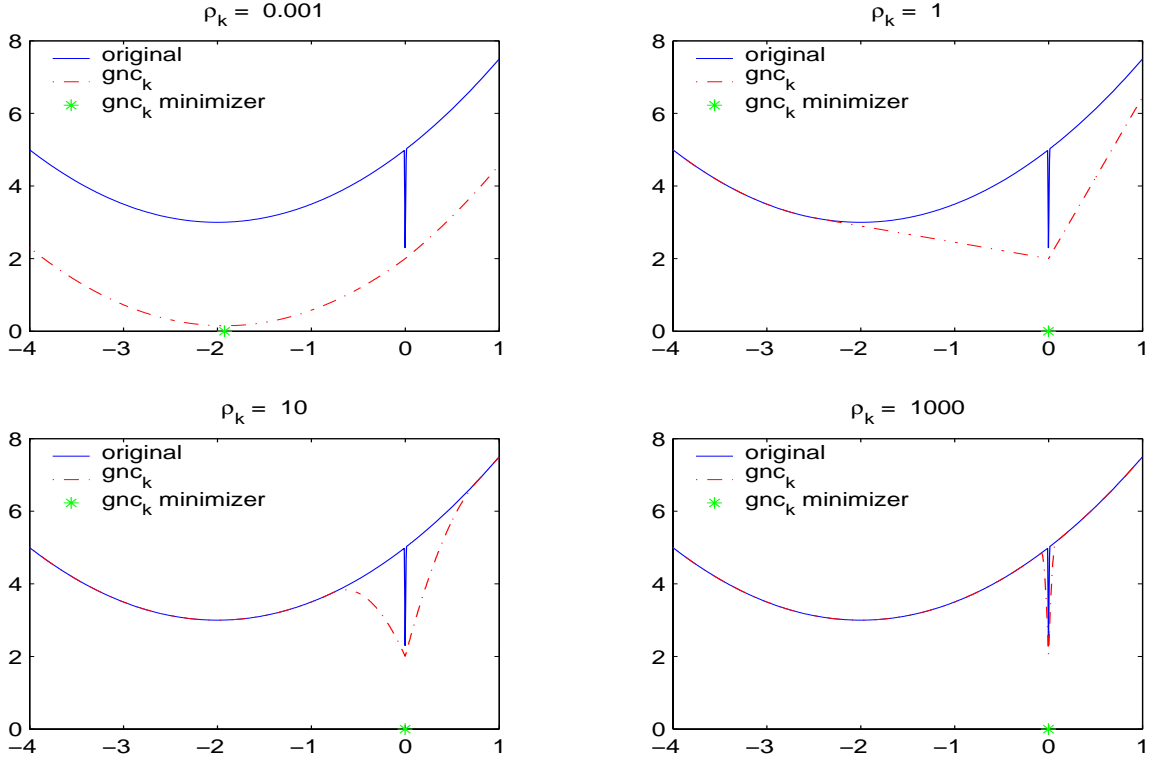 ρk = 0.001
8
6
4
2
0
−4 −3 −2 −1 0 1
original
gnck
gnck minimizer
ρk = 1
8
6
4
2
0
−4 −3 −2 −1 0 1
original
gnck
gnck minimizer
ρk = 10
8
6
4
2
0
−4 −3 −2 −1 0 1
original
gnck
gnck minimizer
ρk = 1000
8
6
4
2
0
−4 −3 −2 −1 0 1
original
gnck
gnck minimizer